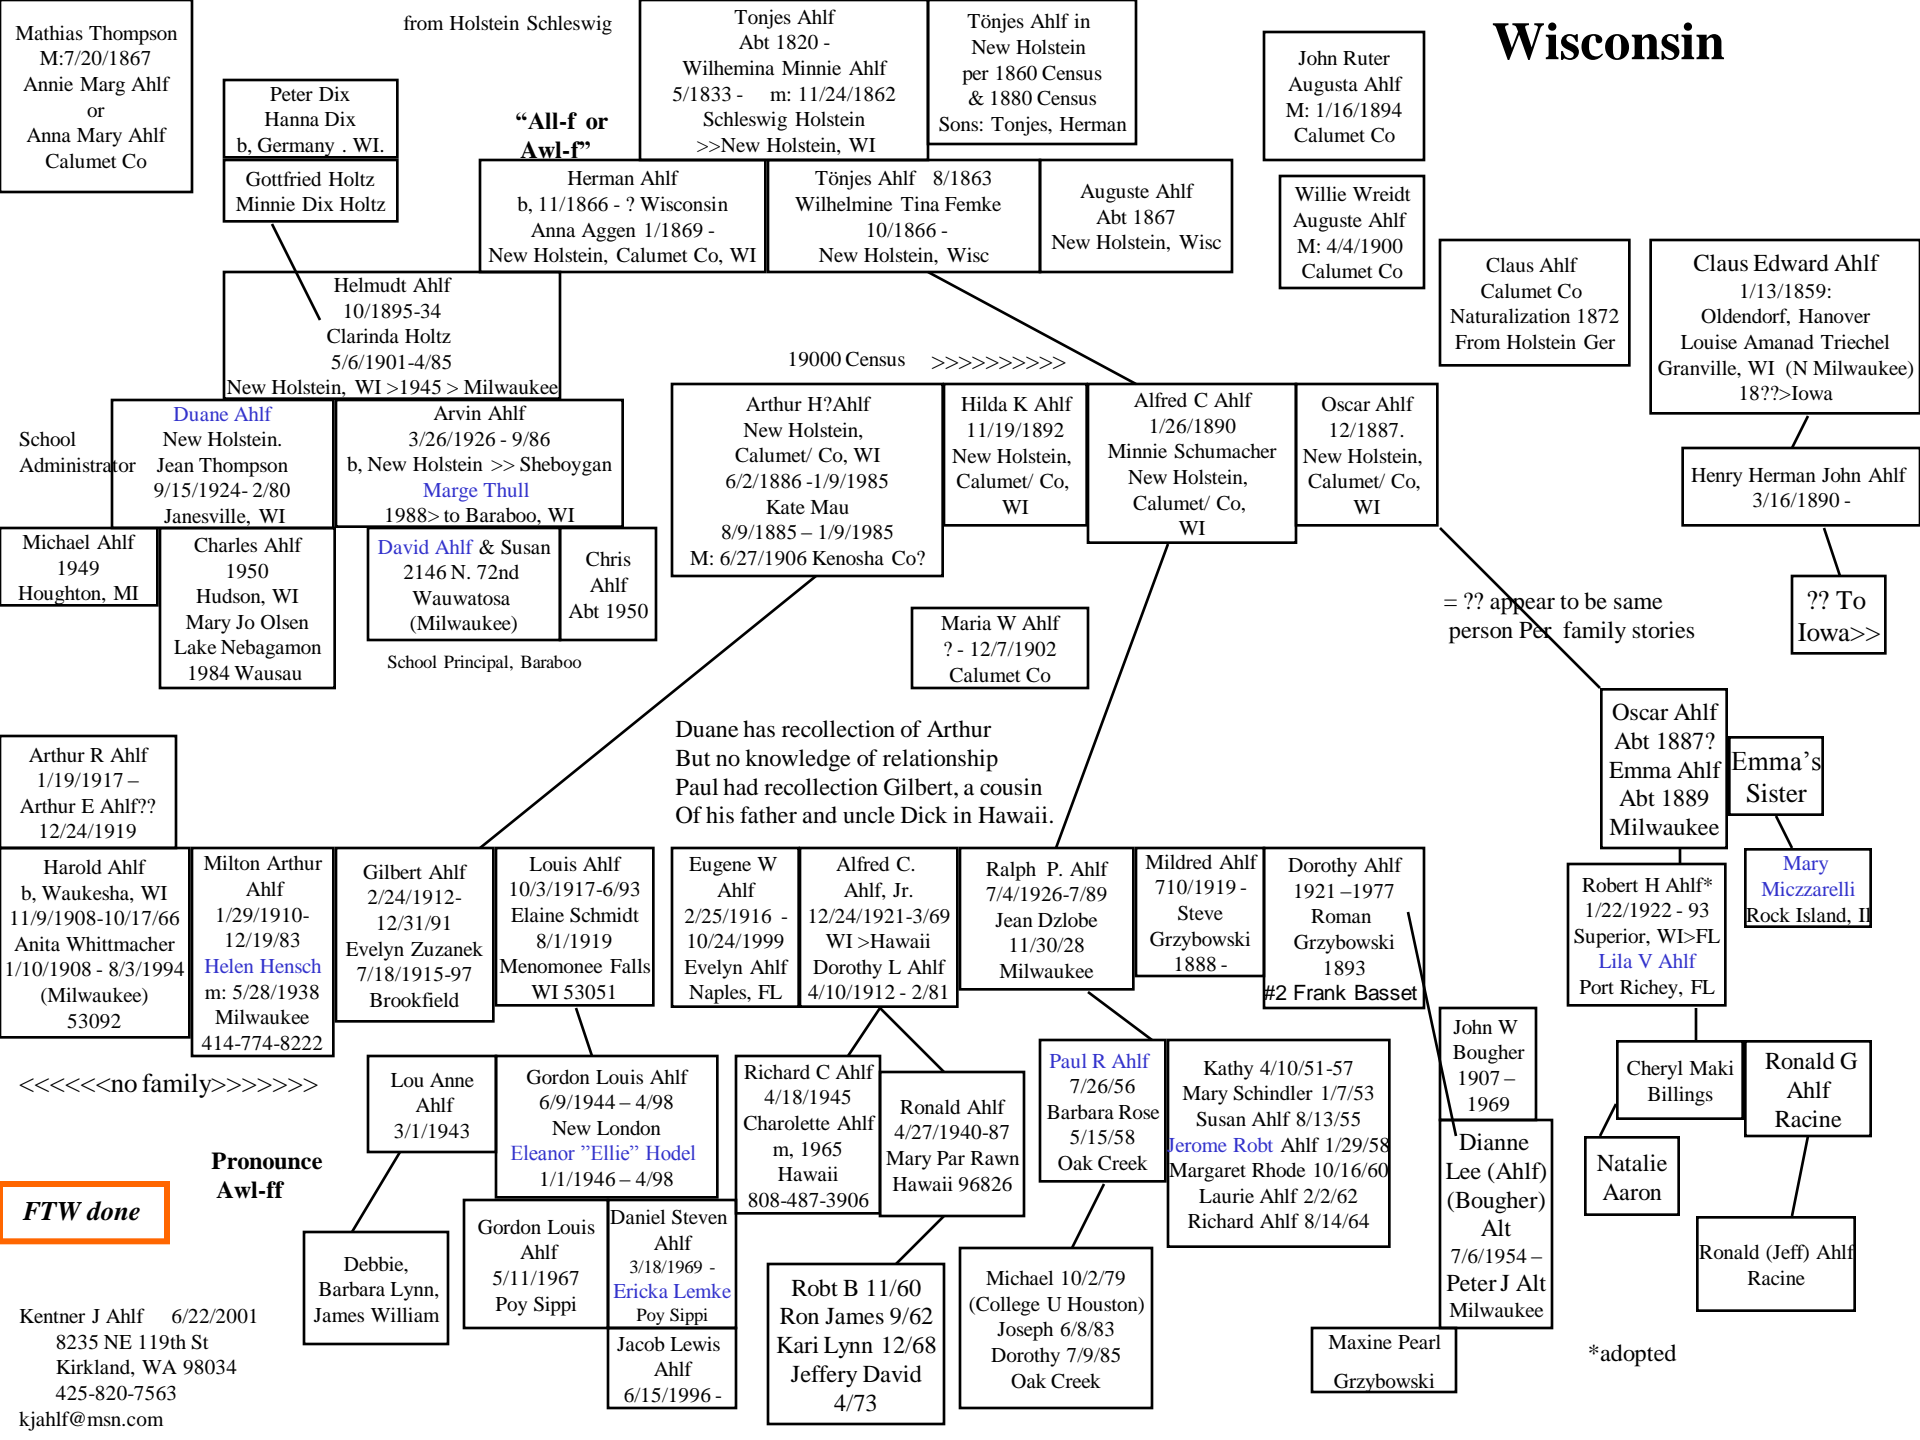 Mathias Thompson
M:7/20/1867
Annie Marg Ahlf
or
Anna Mary Ahlf
Calumet Co
from Holstein Schleswig
Tonjes Ahlf
Abt 1820 -
Wilhemina Minnie Ahlf
5/1833 - m: 11/24/1862
Schleswig Holstein
>>New Holstein, WI
Tönjes Ahlf in
New Holstein
per 1860 Census
& 1880 Census
Sons: Tonjes, Herman
John Ruter
Augusta Ahlf
M: 1/16/1894
Calumet Co
Wisconsin
Peter Dix
Hanna Dix
b, Germany . WI.
Gottfried Holtz
Minnie Dix Holtz
“All-f or
Awl-f”
Herman Ahlf
b, 11/1866 - ? Wisconsin
Anna Aggen 1/1869 -
New Holstein, Calumet Co, WI
Tönjes Ahlf 8/1863
Wilhelmine Tina Femke
10/1866 -
New Holstein, Wisc
Auguste Ahlf
Abt 1867
New Holstein, Wisc
Willie Wreidt
Auguste Ahlf
M: 4/4/1900
Calumet Co
Claus Ahlf
Calumet Co
Naturalization 1872
From Holstein Ger
Claus Edward Ahlf
1/13/1859:
Oldendorf, Hanover
Louise Amanad Triechel
Granville, WI (N Milwaukee)
18??>Iowa
Helmudt Ahlf
10/1895-34
Clarinda Holtz
5/6/1901-4/85
New Holstein, WI >1945 > Milwaukee
19000 Census >>>>>>>>>>
School
Administrator
Duane Ahlf
New Holstein.
Jean Thompson
9/15/1924- 2/80
Janesville, WI
Arvin Ahlf
3/26/1926 - 9/86
b, New Holstein >> Sheboygan
Marge Thull
1988> to Baraboo, WI
Arthur H?Ahlf
New Holstein,
Calumet/ Co, WI
6/2/1886 -1/9/1985
Kate Mau
8/9/1885 – 1/9/1985
M: 6/27/1906 Kenosha Co?
Hilda K Ahlf
11/19/1892
New Holstein,
Calumet/ Co,
WI
Alfred C Ahlf
1/26/1890
Minnie Schumacher
New Holstein,
Calumet/ Co,
WI
Oscar Ahlf
12/1887.
New Holstein,
Calumet/ Co,
WI
Henry Herman John Ahlf
3/16/1890 -
Michael Ahlf
1949
Houghton, MI
Charles Ahlf
1950
Hudson, WI
Mary Jo Olsen
Lake Nebagamon
1984 Wausau
David Ahlf & Susan
2146 N. 72nd
Wauwatosa
(Milwaukee)
Chris
Ahlf
Abt 1950
School Principal, Baraboo
Maria W Ahlf
? - 12/7/1902
Calumet Co
= ?? appear to be same
person Per family stories
?? To
Iowa>>
Duane has recollection of Arthur
But no knowledge of relationship
Paul had recollection Gilbert, a cousin
Of his father and uncle Dick in Hawaii.
Oscar Ahlf
Abt 1887?
Emma Ahlf
Abt 1889
Milwaukee
Emma’s
Sister
Mary
Miczzarelli
Rock Island, Il
Arthur R Ahlf
1/19/1917 –
Arthur E Ahlf??
12/24/1919
Harold Ahlf
b, Waukesha, WI
11/9/1908-10/17/66
Anita Whittmacher
1/10/1908 - 8/3/1994
(Milwaukee)
53092
Milton Arthur
Ahlf
1/29/1910-
12/19/83
Helen Hensch
m: 5/28/1938
Milwaukee
414-774-8222
Gilbert Ahlf
2/24/1912-
12/31/91
Evelyn Zuzanek
7/18/1915-97
Brookfield
Louis Ahlf
10/3/1917-6/93
Elaine Schmidt
8/1/1919
Menomonee Falls
WI 53051
Eugene W
Ahlf
2/25/1916 -
10/24/1999
Evelyn Ahlf
Naples, FL
Alfred C.
Ahlf, Jr.
12/24/1921-3/69
WI >Hawaii
Dorothy L Ahlf
4/10/1912 - 2/81
Ralph P. Ahlf
7/4/1926-7/89
Jean Dzlobe
11/30/28
Milwaukee
Mildred Ahlf
710/1919 -
Steve
Grzybowski
1888 -
Dorothy Ahlf
1921 –1977
Roman
Grzybowski
1893
#2 Frank Basset
Robert H Ahlf*
1/22/1922 - 93
Superior, WI>FL
Lila V Ahlf
Port Richey, FL
<<<<<<no family>>>>>>>
Lou Anne
Ahlf
3/1/1943
Gordon Louis Ahlf
6/9/1944 – 4/98
New London
Eleanor ”Ellie” Hodel
1/1/1946 – 4/98
Richard C Ahlf
4/18/1945
Charolette Ahlf
m, 1965
Hawaii
808-487-3906
Ronald Ahlf
4/27/1940-87
Mary Par Rawn
Hawaii 96826
Paul R Ahlf
7/26/56
Barbara Rose
5/15/58
Oak Creek
Kathy 4/10/51-57
Mary Schindler 1/7/53
Susan Ahlf 8/13/55
Jerome Robt Ahlf 1/29/58
Margaret Rhode 10/16/60
Laurie Ahlf 2/2/62
Richard Ahlf 8/14/64
John W
Bougher
1907 –
1969
Dianne
Lee (Ahlf)
(Bougher)
Alt
7/6/1954 –
Peter J Alt
Milwaukee
Cheryl Maki
Billings
Ronald G
Ahlf
Racine
Natalie
Aaron
Ronald (Jeff) Ahlf
Racine
Pronounce
Awl-ff
FTW done
Debbie,
Barbara Lynn,
James William
Gordon Louis
Ahlf
5/11/1967
Poy Sippi
Daniel Steven
Ahlf
3/18/1969 -
Ericka Lemke
Poy Sippi
Jacob Lewis
Ahlf
6/15/1996 -
Robt B 11/60
Ron James 9/62
Kari Lynn 12/68
Jeffery David
4/73
Michael 10/2/79
(College U Houston)
Joseph 6/8/83
Dorothy 7/9/85
Oak Creek
Maxine Pearl
Grzybowski
*adopted
Kentner J Ahlf 6/22/2001
8235 NE 119th St
Kirkland, WA 98034
425-820-7563
kjahlf@msn.com